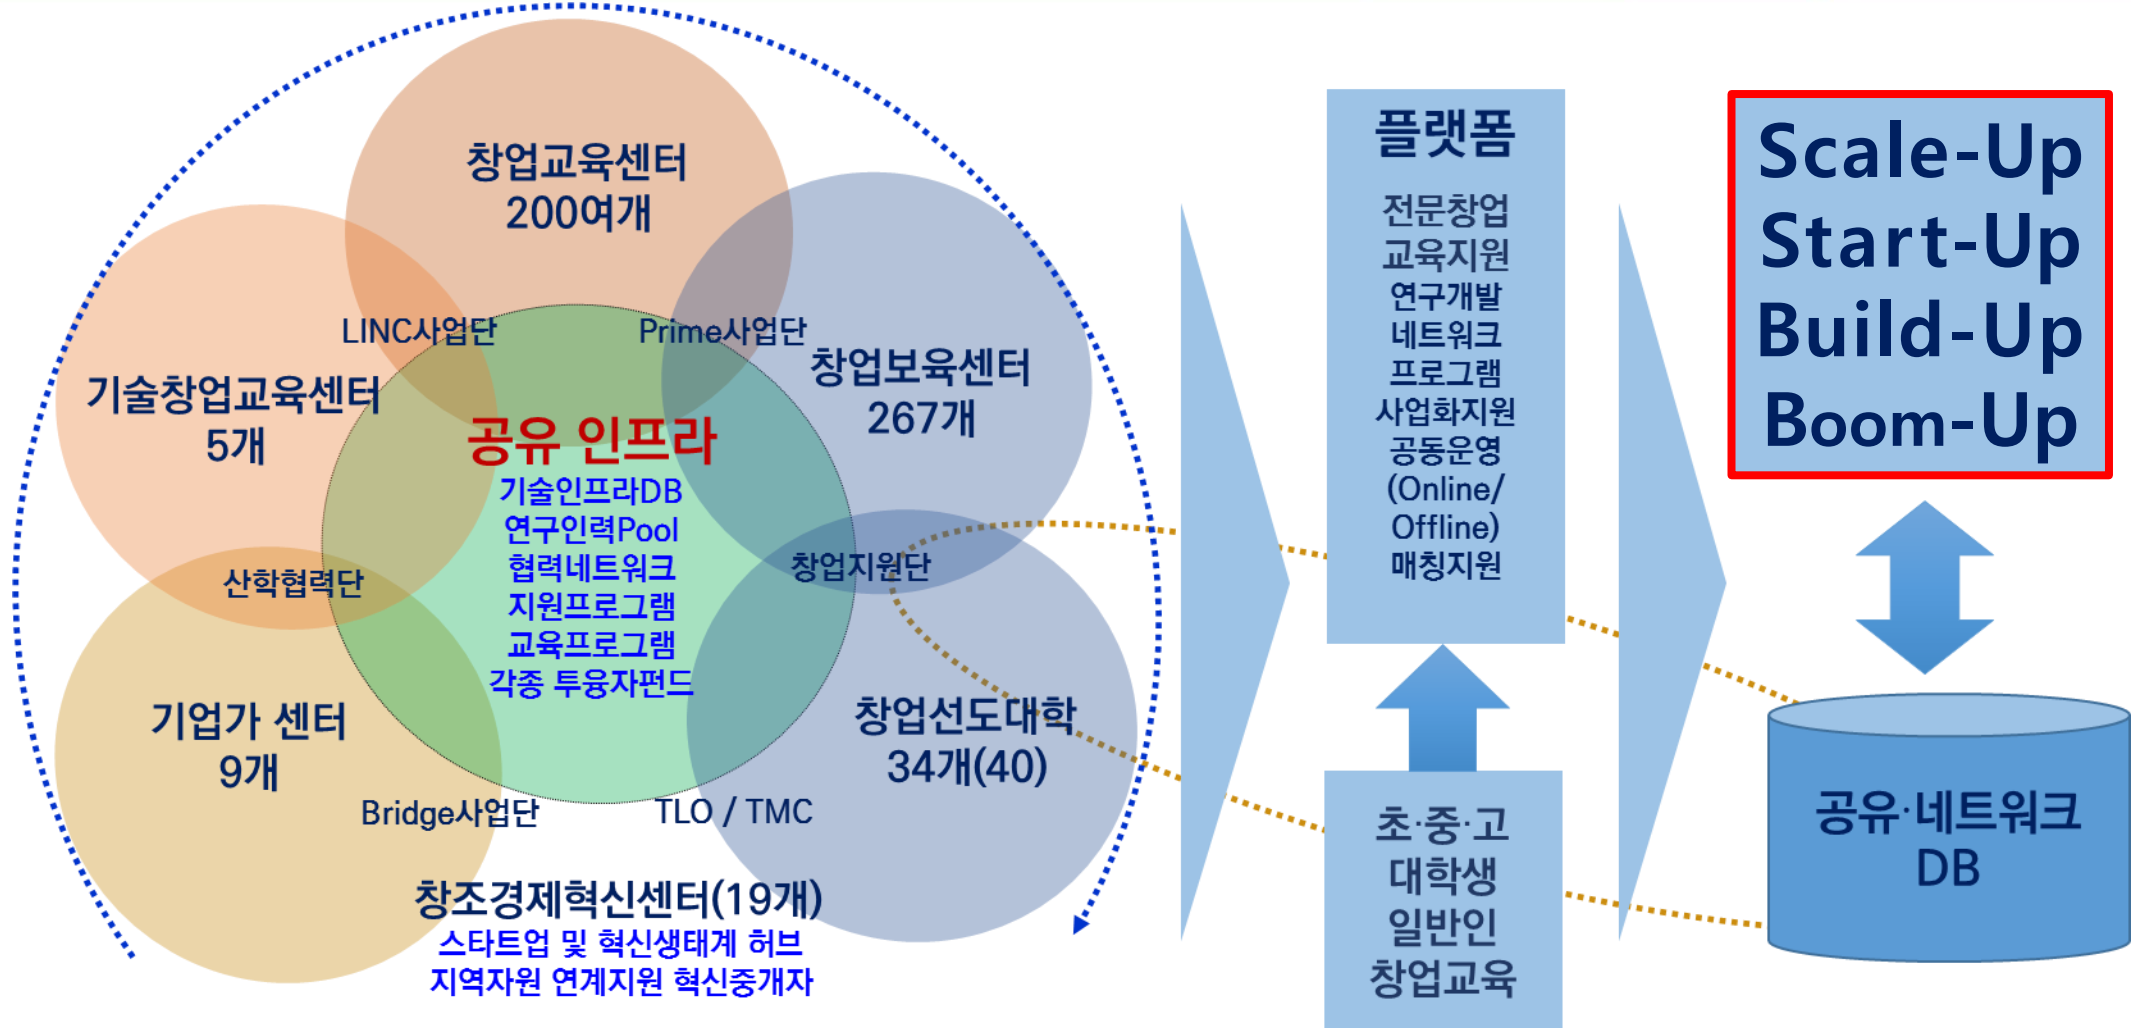 창업교육센터
200여개
LINC사업단
Prime사업단
창업보육센터
267개
기술창업교육센터
5개
공유 인프라
기술인프라DB
연구인력Pool
협력네트워크
지원프로그램
교육프로그램
각종 투융자펀드
산학협력단
창업지원단
기업가 센터
9개
창업선도대학
34개(40)
Bridge사업단
TLO / TMC
창조경제혁신센터(19개)
스타트업 및 혁신생태계 허브
지역자원 연계지원 혁신중개자
플랫폼
전문창업
교육지원
연구개발
네트워크
프로그램
사업화지원
공동운영
(Online/
Offline)
매칭지원
초·중·고
대학생
일반인
창업교육
Scale-Up
Start-Up
Build-Up
Boom-Up
공유·네트워크
DB